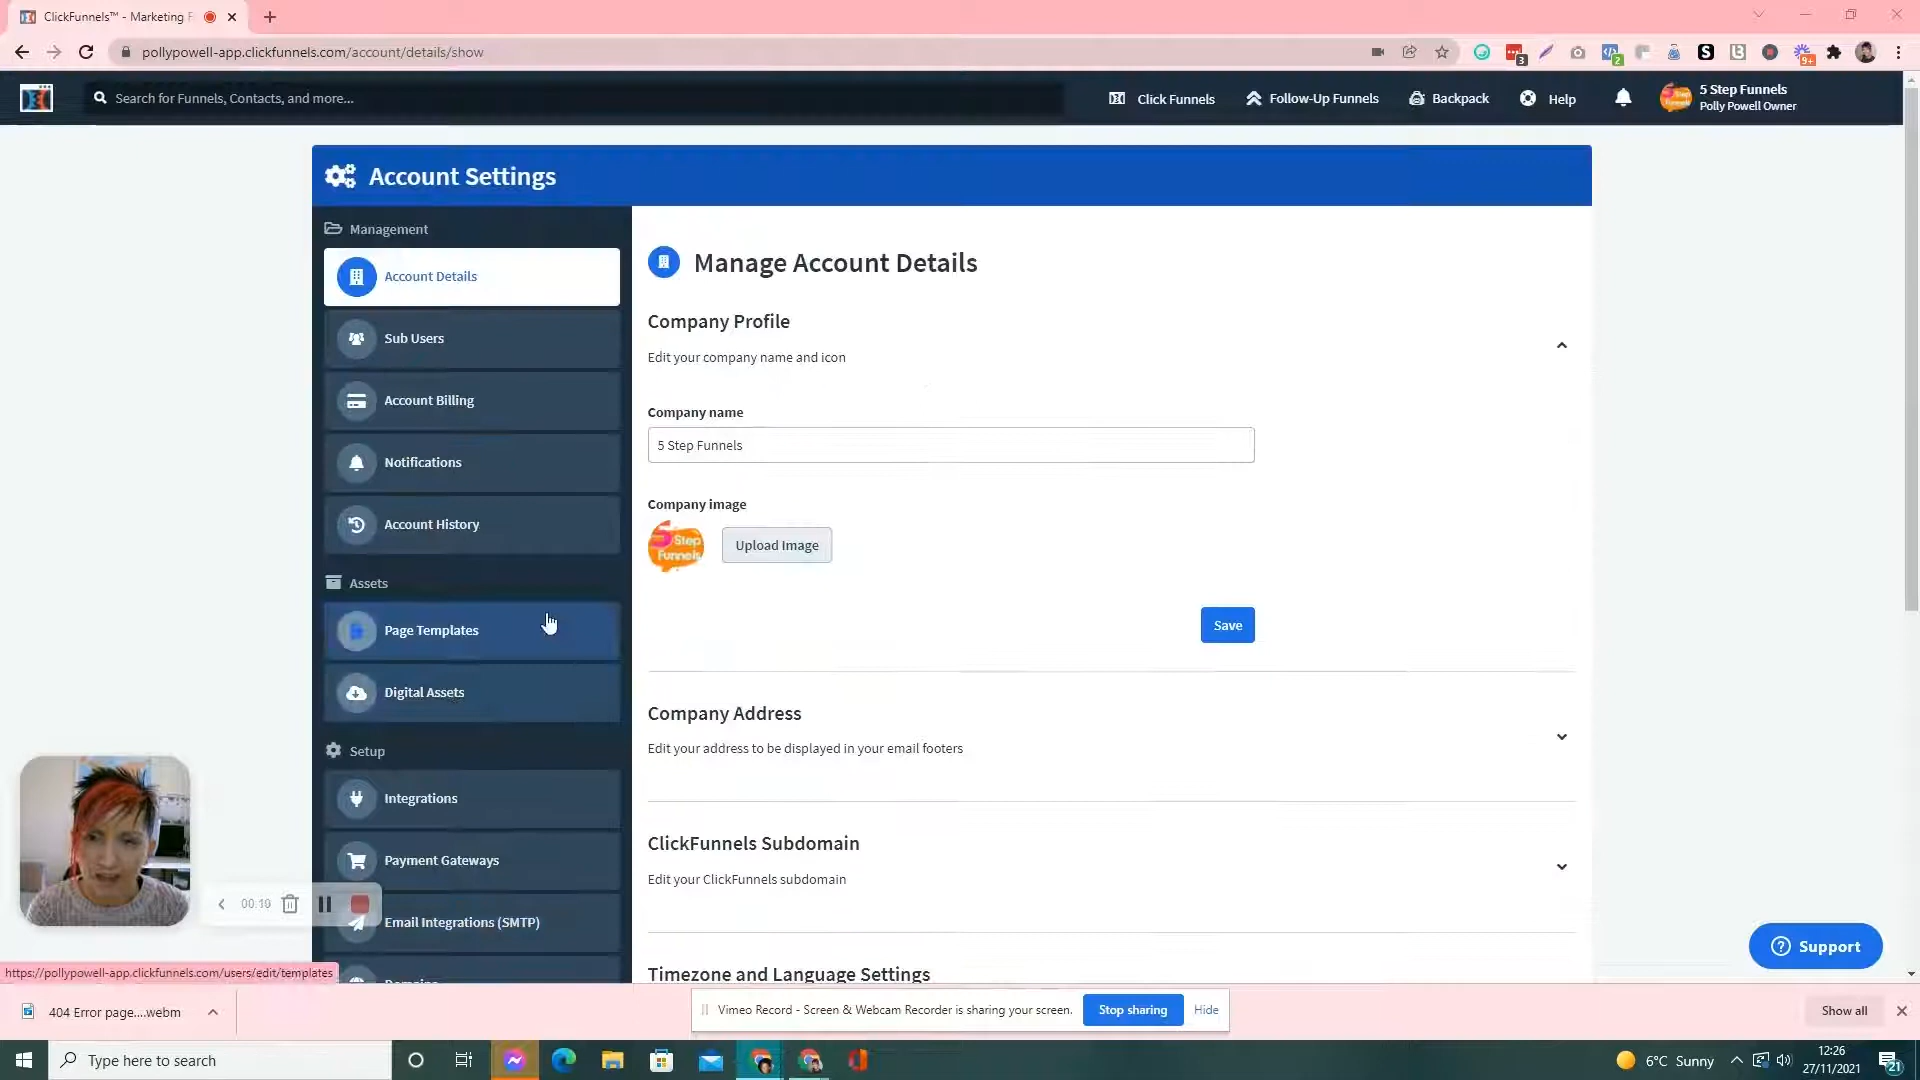 ClickFunnels™ - Marketing F
pollypowell-app.clickfunnels.com/account/details/show
3
2
9+
Search for Funnels, Contacts, and more...
Click Funnels
Follow-Up Funnels
Backpack
Help
5 Step Funnels
Polly Powell Owner
Account Settings
Management
Account Details
Sub Users
Account Billing
Notifications
Account History
Assets
Page Templates
Digital Assets
Setup
Integrations
Payment Gateways
Email Integrations (SMTP)
Manage Account Details
Company Profile
Edit your company name and icon
Company name
5 Step Funnels
Company image
5 Step
Funnels
Upload Image
Save
Company Address
Edit your address to be displayed in your email footers
ClickFunnels Subdomain
Edit your ClickFunnels subdomain
Timezone and Language Settings
Support
00:10
https://pollypowell-app.clickfunnels.com/users/edit/templates
404 Error page....webm
Vimeo Record - Screen & Webcam Recorder is sharing your screen.
Stop sharing
Hide
Show all
Type here to search
6°C Sunny
12:26
27/11/2021
21